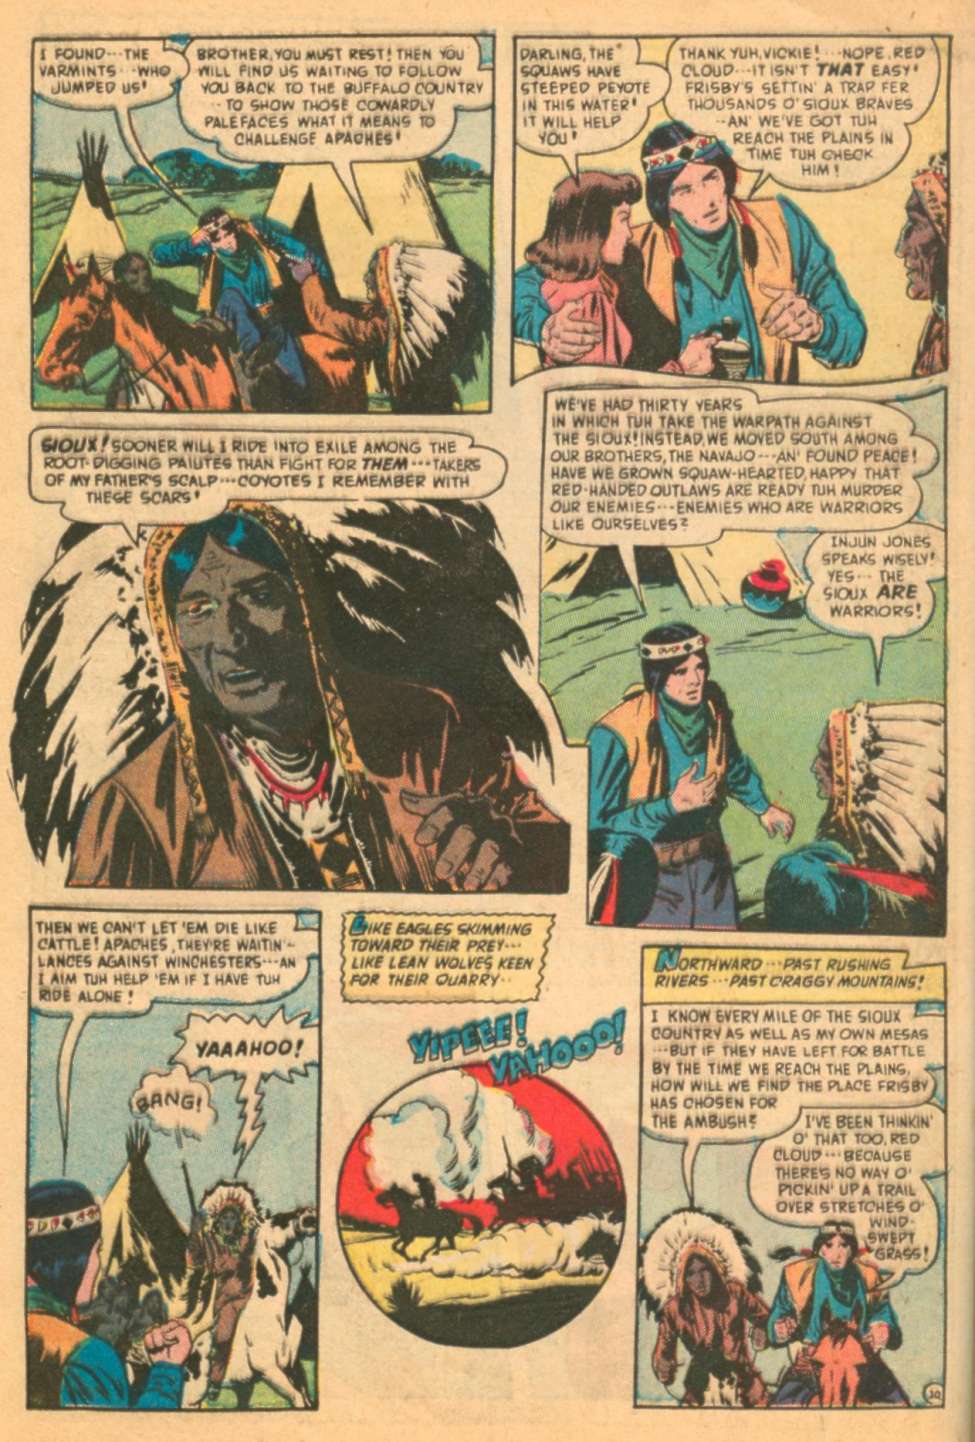 I FOUND---THE
VARMINTS---WHO
JUMPED US!
BROTHER, YOU MUST REST! THEN YOU
WILL FIND US WAITING TO FOLLOW
YOU BACK TO THE BUFFALO COUNTRY
--TO SHOW THOSE COWARDLY
PALEFACES WHAT IT MEANS TO
CHALLENGE APACHES!
DARLING, THE
SQUAWS HAVE
STEEPED PEYOTE
IN THIS WATER!
IT WILL HELP
YOU!
THANK YUH, VICKIE!---NOPE, RED
CLOUD---IT ISN'T THAT EASY!
FRISBY'S SETTIN' A TRAP FER
THOUSANDS O' SIOUX BRAVES
--AN' WE'VE GOT TUH
REACH THE PLAINS IN
TIME TUH CHECK
HIM!
SIOUX! SOONER WILL I RIDE INTO EXILE AMONG THE
ROOT-DIGGING PAIUTES THAN FIGHT FOR THEM---TAKERS
OF MY FATHER'S SCALP---COYOTES I REMEMBER WITH
THESE SCARS!
WE'VE HAD THIRTY YEARS
IN WHICH TUH TAKE THE WARPATH AGAINST
THE SIOUX! INSTEAD, WE MOVED SOUTH AMONG
OUR BROTHERS, THE NAVAJO---AN' FOUND PEACE!
HAVE WE GROWN SQUAW-HEARTED, HAPPY THAT
RED-HANDED OUTLAWS ARE READY TUH MURDER
OUR ENEMIES---ENEMIES WHO ARE WARRIORS
LIKE OURSELVES?
INJUN JONES
SPEAKS WISELY!
YES--- THE
SIOUX ARE
WARRIORS!
THEN WE CAN'T LET 'EM DIE LIKE
CATTLE! APACHES, THEY'RE WAITIN'--
LANCES AGAINST WINCHESTERS---AN
I AIM TUH HELP 'EM IF I HAVE TUH
RIDE ALONE!
YAAAHOO!
BANG!
LIKE EAGLES SKIMMING
TOWARD THEIR PREY---
LIKE LEAN WOLVES KEEN
FOR THEIR QUARRY--
YIPEEE!
YAHOOO!
NORTHWARD---PAST RUSHING
RIVERS---PAST CRAGGY MOUNTAINS!
I KNOW EVERY MILE OF THE SIOUX
COUNTRY AS WELL AS MY OWN MESAS
---BUT IF THEY HAVE LEFT FOR BATTLE
BY THE TIME WE REACH THE PLAINS,
HOW WILL WE FIND THE PLACE FRISBY
HAS CHOSEN FOR
THE AMBUSH?
I'VE BEEN THINKIN'
O' THAT TOO, RED
CLOUD---BECAUSE
THERE'S NO WAY O'
PICKIN' UP A TRAIL
OVER STRETCHES O'
WIND-
SWEPT
GRASS!
10